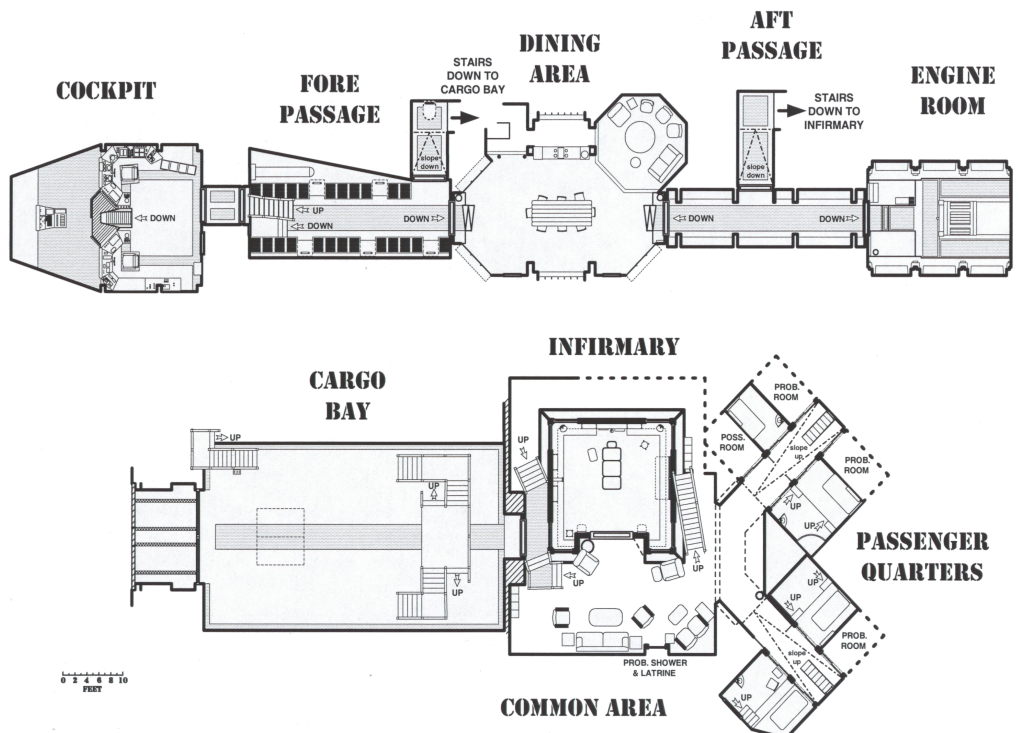 COCKPIT
FORE
PASSAGE
STAIRS
DOWN TO
CARGO BAY
DINING
AREA
AFT
PASSAGE
STAIRS
DOWN TO
INFIRMARY
ENGINE
ROOM
slope
down
slope
down
DOWN
UP
DOWN
DOWN
DOWN
DOWN
CARGO
BAY
INFIRMARY
UP
UP
UP
UP
UP
UP
PROB.
ROOM
POSS.
ROOM
slope
up
PROB.
ROOM
UP
UP
PASSENGER
QUARTERS
UP
UP
PROB.
ROOM
slope
up
UP
PROB. SHOWER
& LATRINE
COMMON AREA
0 2 4 6 8 10
FEET